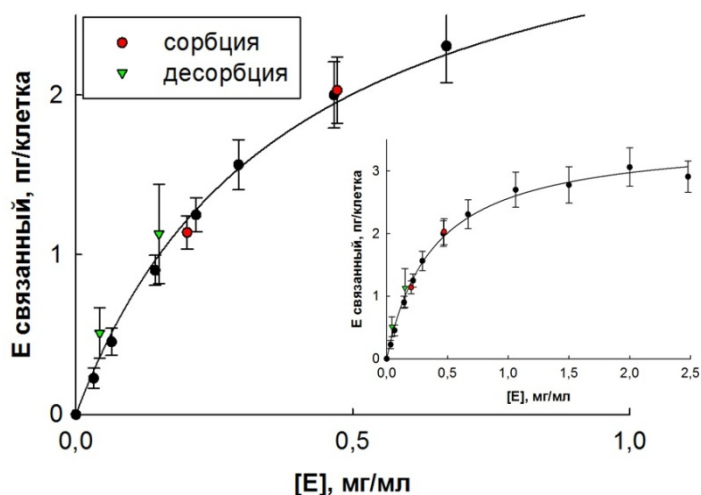 сорбция
десорбция
E связанный, пг/клетка
2
1
0
0,0
0,5
1,0
[E], мг/мл
E связанный, пг/клетка
3
2
1
0
0,0
0,5
1,0
1,5
2,0
2,5
[E], мг/мл